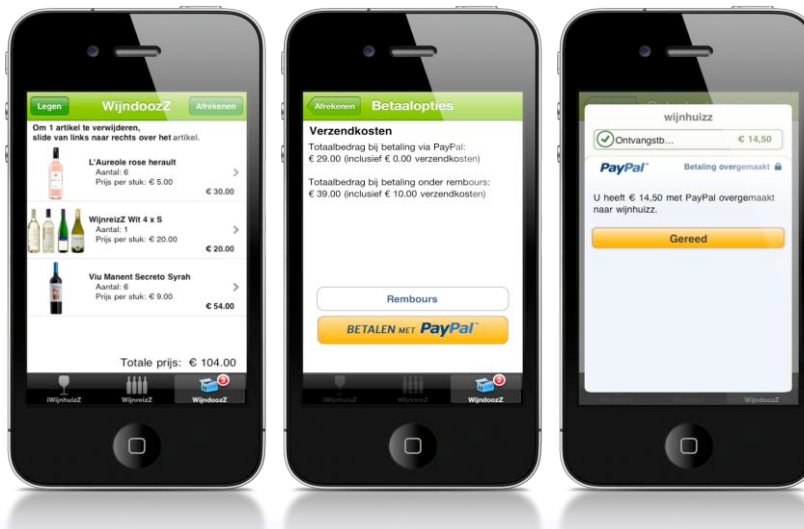 Legen WijndoozZ Afrekenen
Om 1 artikel te verwijderen,
slide van links naar rechts over het artikel.
L'Aureole rose herault
Aantal: 6
Prijs per stuk: € 5.00
€ 30.00
WijnreizZ Wit 4 x S
Aantal: 1
Prijs per stuk: € 20.00
€ 20.00
Viu Manent Secreto Syrah
Aantal: 6
Prijs per stuk: € 9.00
€ 54.00
Totale prijs: € 104.00
IWijnhuizZ WijnreizZ WijndoozZ
3
Afrekenen Betaalopties
Verzendkosten
Totaalbedrag bij betaling via PayPal:
€ 29.00 (inclusief € 0.00 verzendkosten)
Totaalbedrag bij betaling onder rembours:
€ 39.00 (inclusief € 10.00 verzendkosten)
Rembours
BETALEN MET PayPal
IWijnhuizZ WijnreizZ WijndoozZ
wijnhuizz
Ontvangstb... € 14,50
PayPal Betaling overgemaakt
U heeft € 14,50 met PayPal overgemaakt
naar wijnhuizz.
Gereed
WijndoozZ